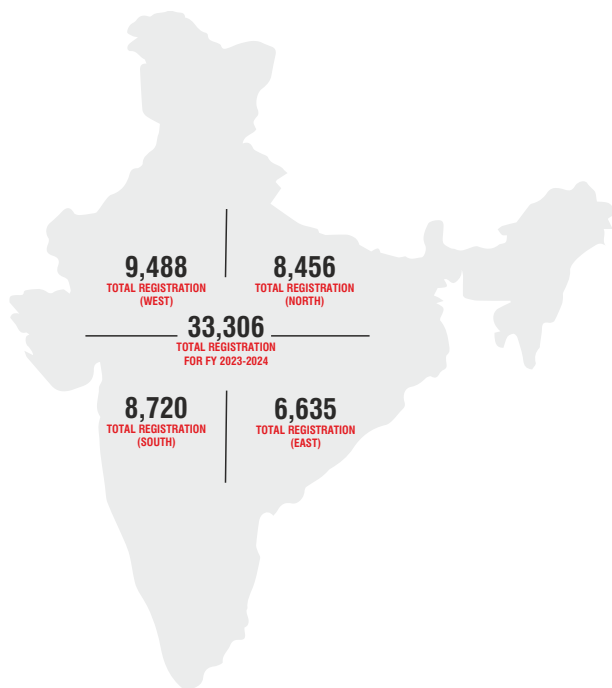 9,488
TOTAL REGISTRATION
(WEST)
8,456
TOTAL REGISTRATION
(NORTH)
33,306
TOTAL REGISTRATION
FOR FY 2023-2024
8,720
TOTAL REGISTRATION
(SOUTH)
6,635
TOTAL REGISTRATION
(EAST)